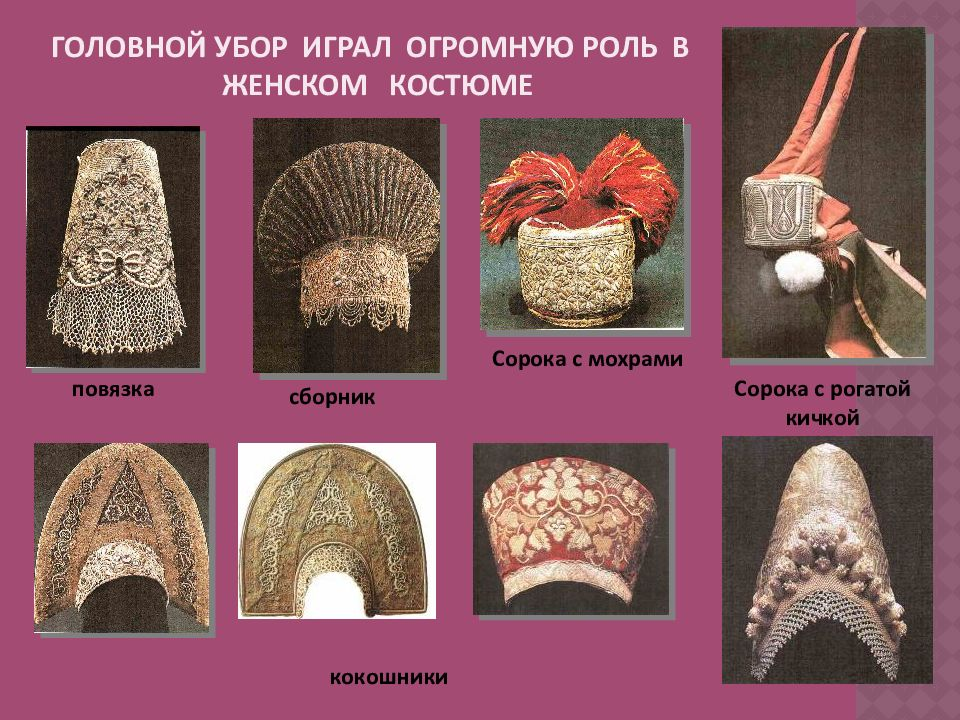 ГОЛОВНОЙ УБОР ИГРАЛ ОГРОМНУЮ РОЛЬ В
ЖЕНСКОМ КОСТЮМЕ
повязка
сборник
Сорока с мохрами
Сорока с рогатой
кичкой
кокошники